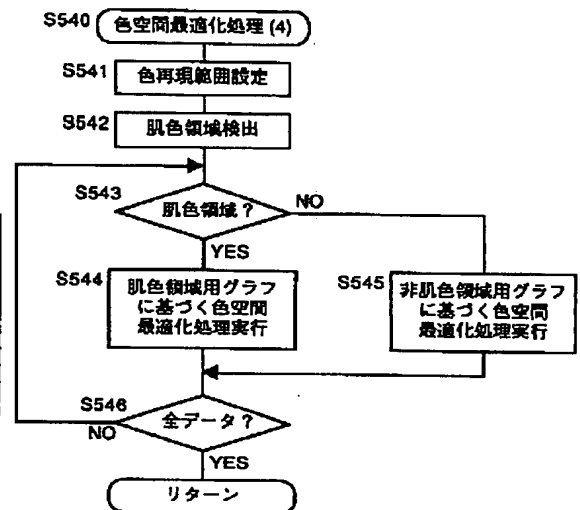 S540 色空間最適化処理 (4)
S541 色再現範囲設定
S542 肌色領域検出
S543 肌色領域？ NO
YES
S544 肌色領域用グラフ
に基づく色空間
最適化処理実行
S545 非肌色領域用グラフ
に基づく色空間
最適化処理実行
S546 全データ？
NO
YES
リターン